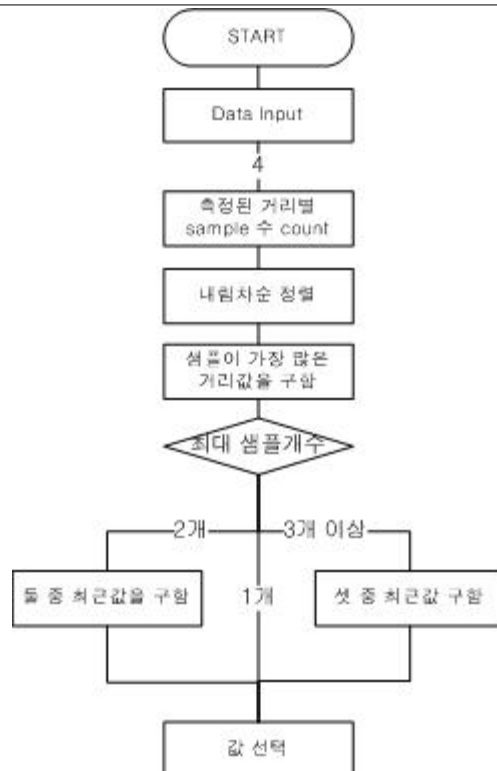 START
Data Input
4
측정된 거리별
sample 수 count
내림차순 정렬
샘플이 가장 많은
거리값을 구함
최대 샘플개수
2개
3개 이상
둘 중 최근값을 구함
1개
셋 중 최근값 구함
값 선택